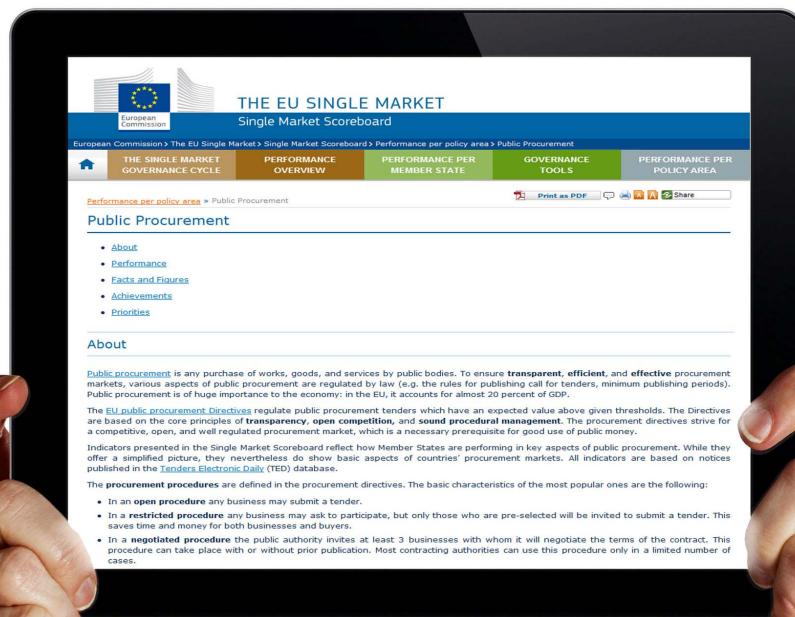 European
Commission
THE EU SINGLE MARKET
Single Market Scoreboard
European Commission > The EU Single Market > Single Market Scoreboard > Performance per policy area > Public Procurement
THE SINGLE MARKET
GOVERNANCE CYCLE
PERFORMANCE
OVERVIEW
PERFORMANCE PER
MEMBER STATE
GOVERNANCE
TOOLS
PERFORMANCE PER
POLICY AREA
Performance per policy area » Public Procurement
Print as PDF
A A Share
Public Procurement
• About
• Performance
• Facts and Figures
• Achievements
• Priorities
About
Public procurement is any purchase of works, goods, and services by public bodies. To ensure transparent, efficient, and effective procurement
markets, various aspects of public procurement are regulated by law (e.g. the rules for publishing call for tenders, minimum publishing periods).
Public procurement is of huge importance to the economy: in the EU, it accounts for almost 20 percent of GDP.
The EU public procurement Directives regulate public procurement tenders which have an expected value above given thresholds. The Directives
are based on the core principles of transparency, open competition, and sound procedural management. The procurement directives strive for
a competitive, open, and well regulated procurement market, which is a necessary prerequisite for good use of public money.
Indicators presented in the Single Market Scoreboard reflect how Member States are performing in key aspects of public procurement. While they
offer a simplified picture, they nevertheless do show basic aspects of countries' procurement markets. All indicators are based on notices
published in the Tenders Electronic Daily (TED) database.
The procurement procedures are defined in the procurement directives. The basic characteristics of the most popular ones are the following:
• In an open procedure any business may submit a tender.
• In a restricted procedure any business may ask to participate, but only those who are pre-selected will be invited to submit a tender. This
saves time and money for both businesses and buyers.
• In a negotiated procedure the public authority invites at least 3 businesses with whom it will negotiate the terms of the contract. This
procedure can take place with or without prior publication. Most contracting authorities can use this procedure only in a limited number of
cases.